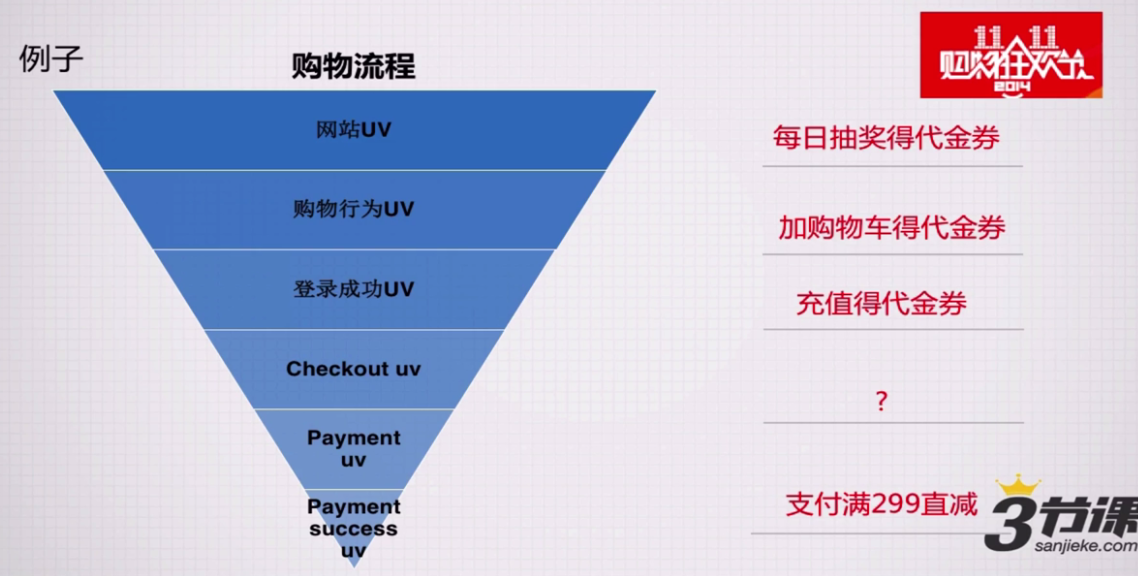 例子
购物流程
11 11
购物狂欢节
2014
网站UV
每日抽奖得代金券
购物行为UV
加购物车得代金券
登录成功UV
充值得代金券
Checkout uv
?
Payment
uv
Payment
success
uv
支付满299直减
3节课
sanjieke.com